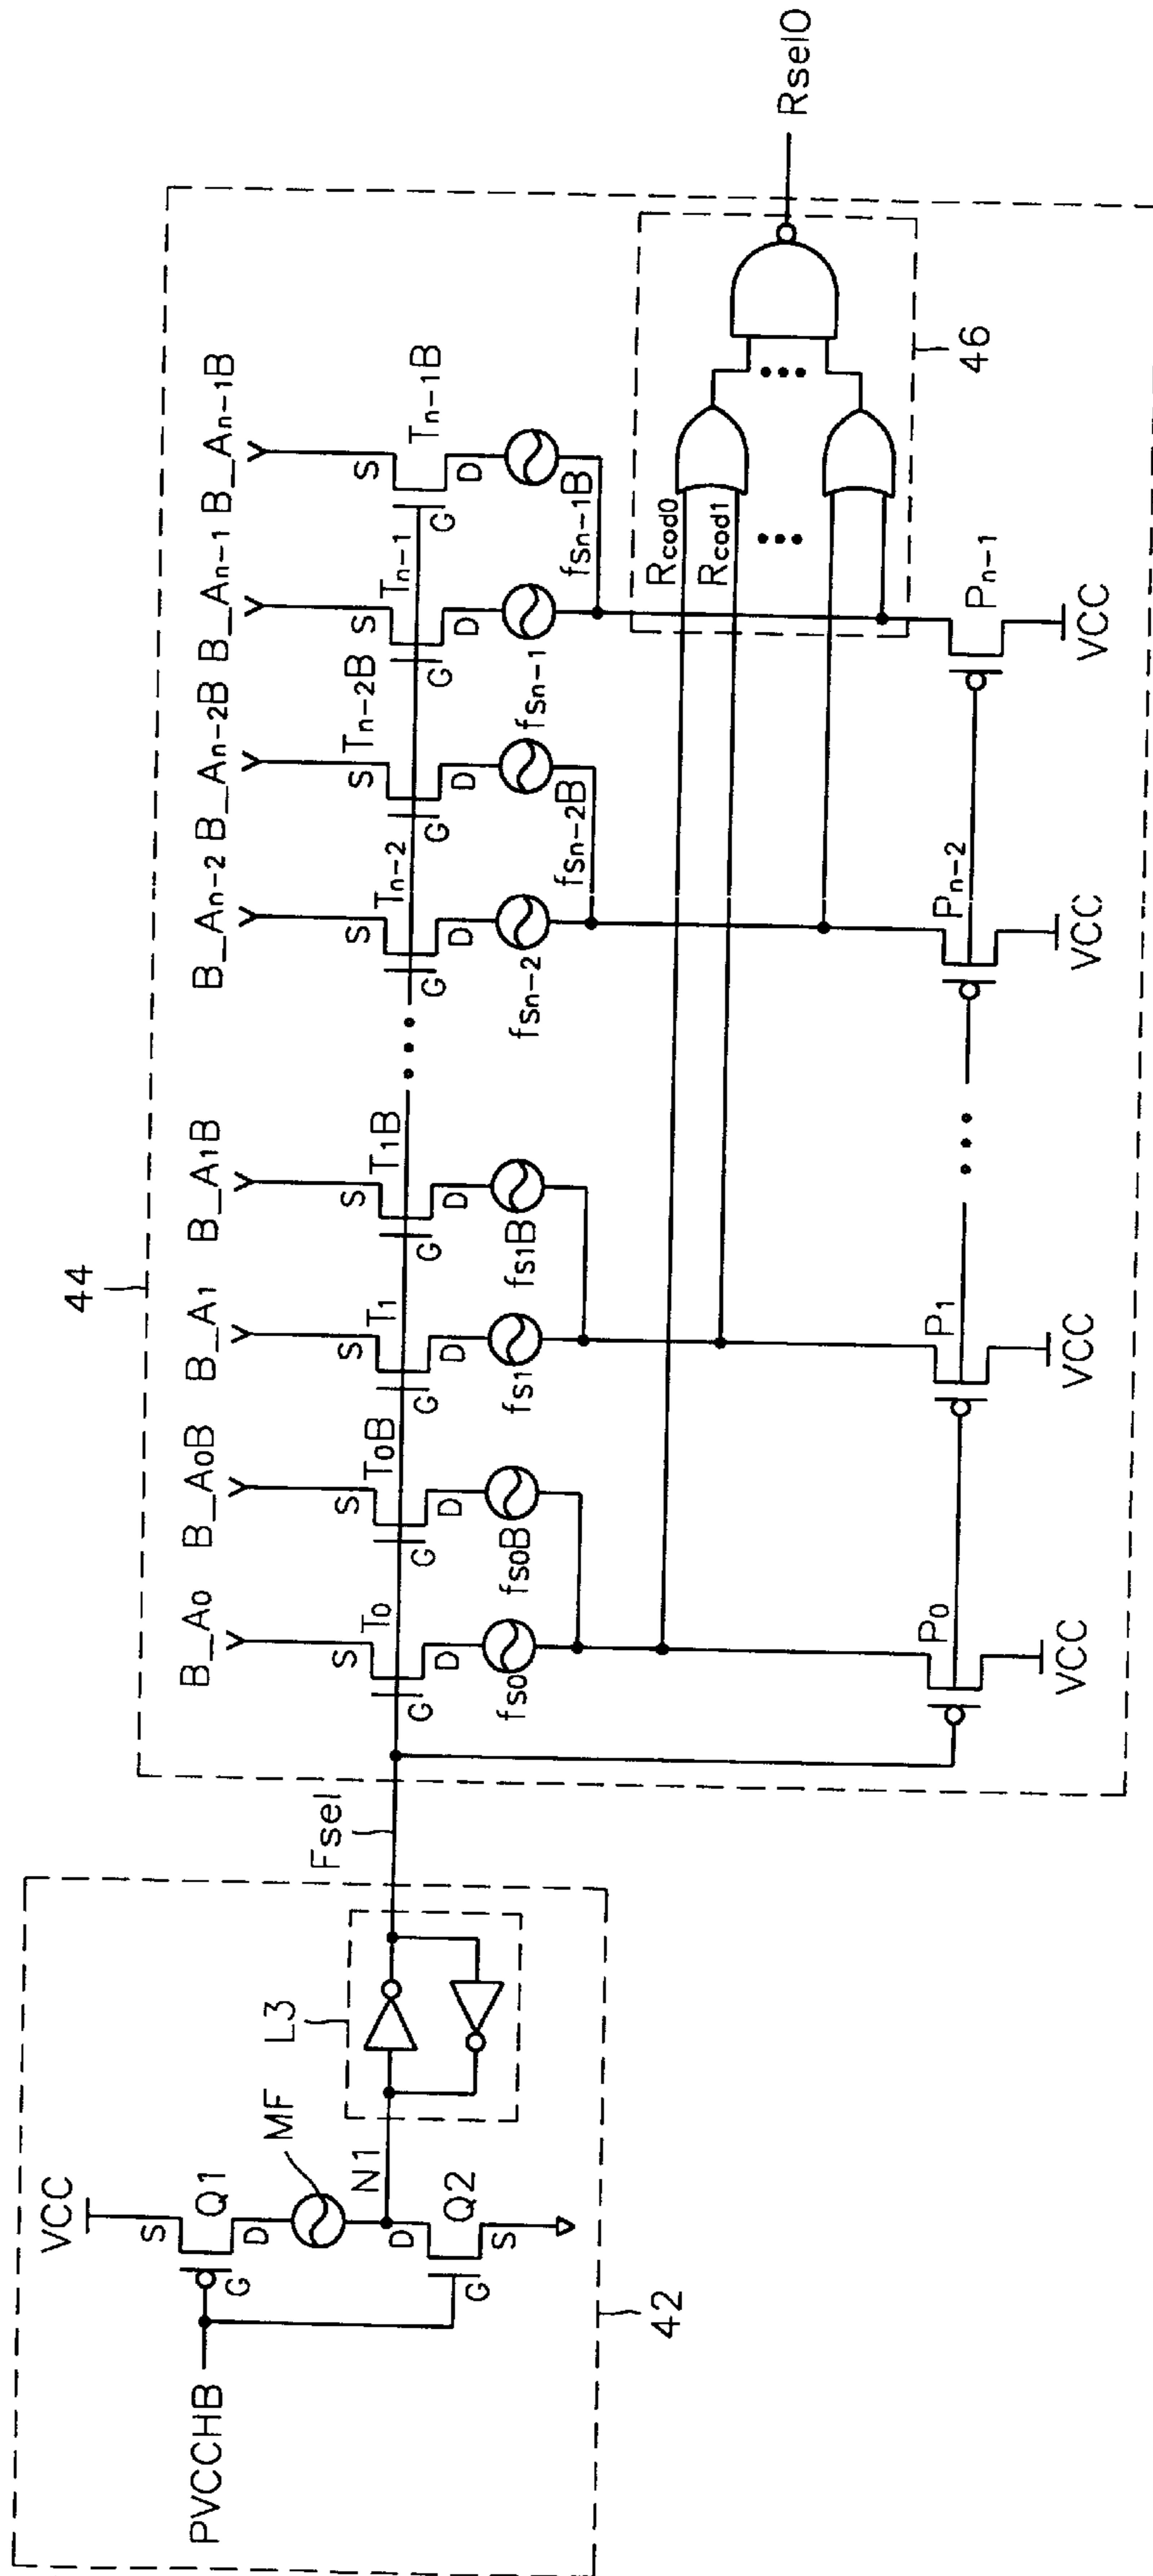 44
B_A0 B_A0B B_A1 B_A1B B_An-2 B_An-2B B_An-1 B_An-1B
S S S S S S S S
T0 T0B T1 T1B Tn-2 Tn-2B Tn-1 Tn-1B
G G G G G G G G
D D D D D D D D
fs0 fs0B fs1 fs1B fsn-2 fsn-2B fsn-1 fsn-1B
Fsel
VCC
S
Q1
G
D
MF
L3
N1
PVCCHB
D
Q2
G
S
42
Rcod0
Rcod1
46
Rsel0
P0 P1 Pn-2 Pn-1
VCC VCC VCC VCC